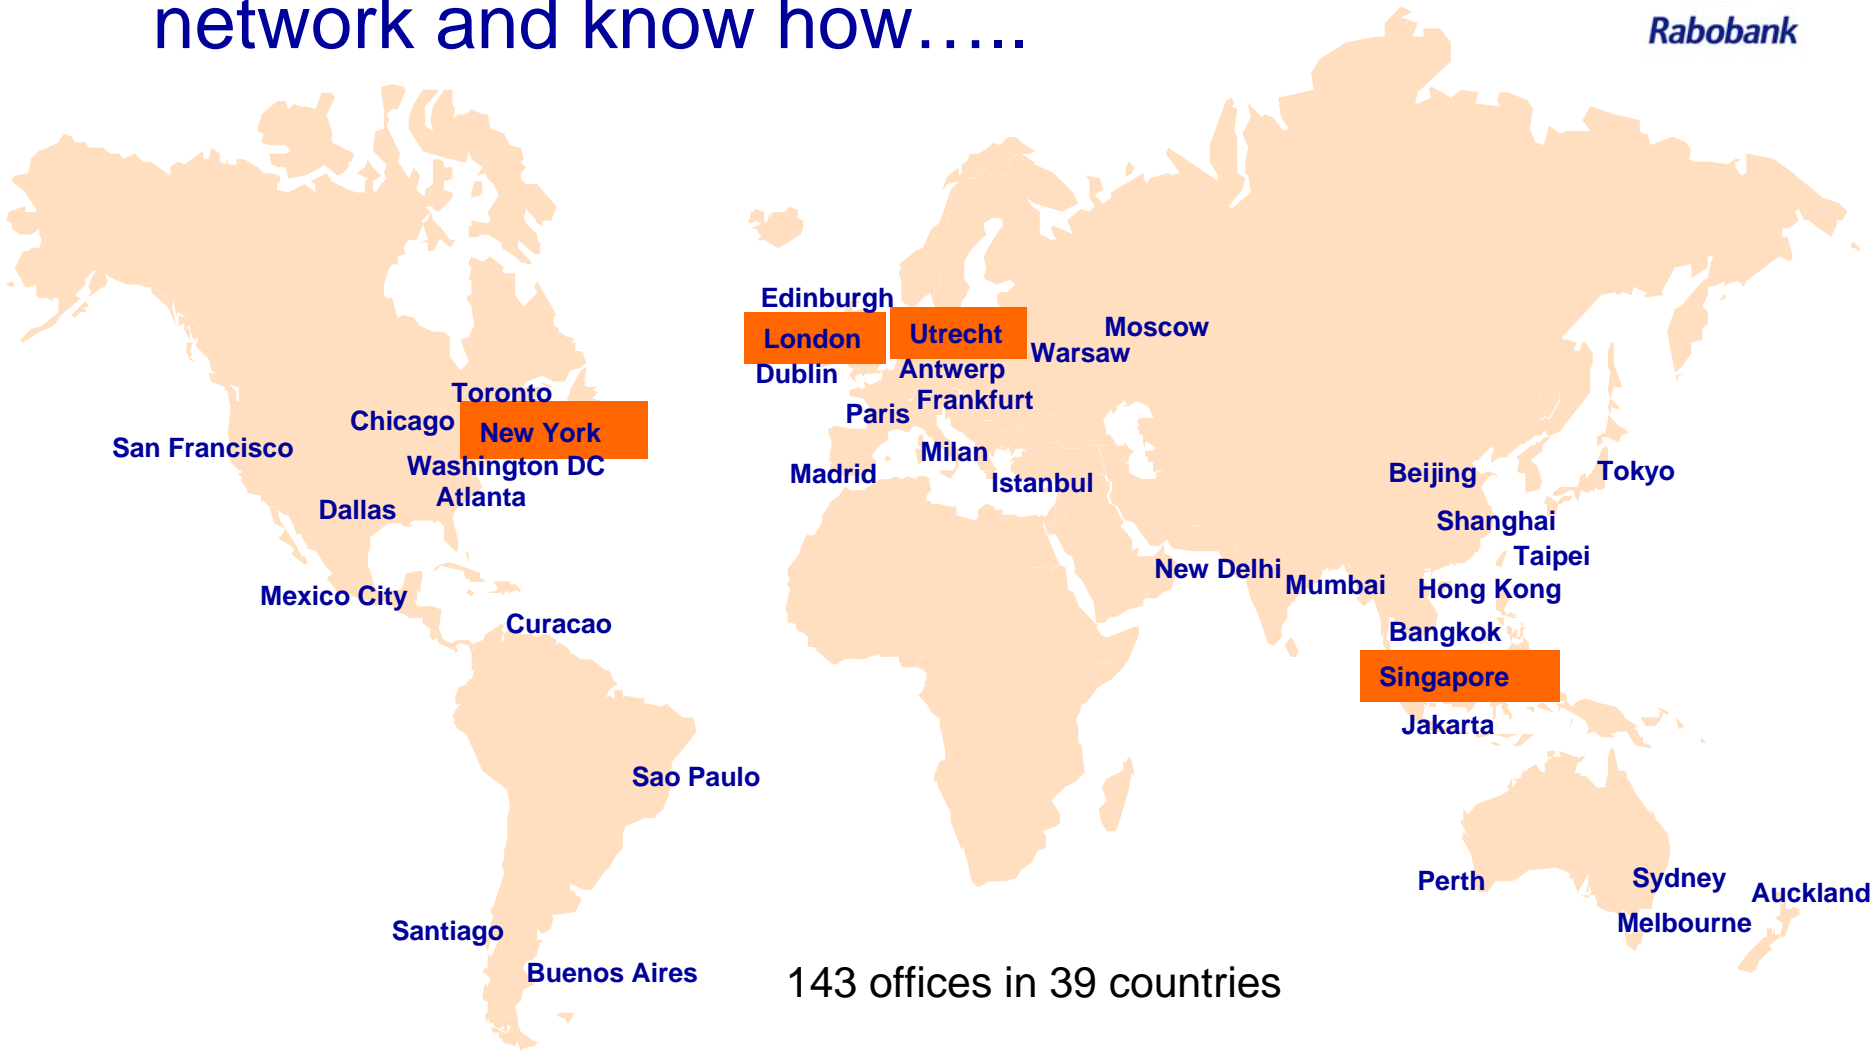 network and know how…..
Rabobank
Edinburgh
London
Utrecht
Moscow
Warsaw
Dublin
Antwerp
Toronto
Frankfurt
Paris
Chicago
New York
San Francisco
Milan
Washington DC
Madrid
Istanbul
Beijing
Tokyo
Atlanta
Dallas
Shanghai
Taipei
New Delhi
Mumbai
Hong Kong
Mexico City
Curacao
Bangkok
Singapore
Jakarta
Sao Paulo
Perth
Sydney
Auckland
Melbourne
Santiago
Buenos Aires
143 offices in 39 countries